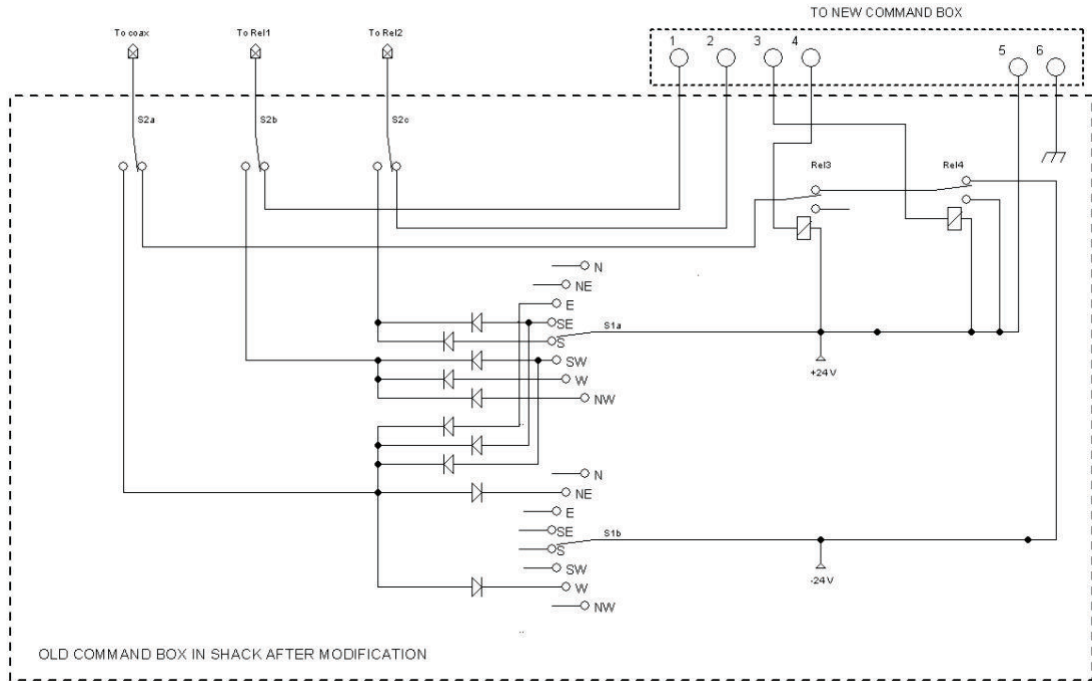 TO NEW COMMAND BOX
To coax
To Rel1
To Rel2
1
2
3
4
5
6
S2a
S2b
S2c
Rel3
Rel4
N
NE
E
SE
S
S1a
SW
W
NW
+24V
N
NE
E
SE
S
S1b
SW
W
NW
-24V
OLD COMMAND BOX IN SHACK AFTER MODIFICATION